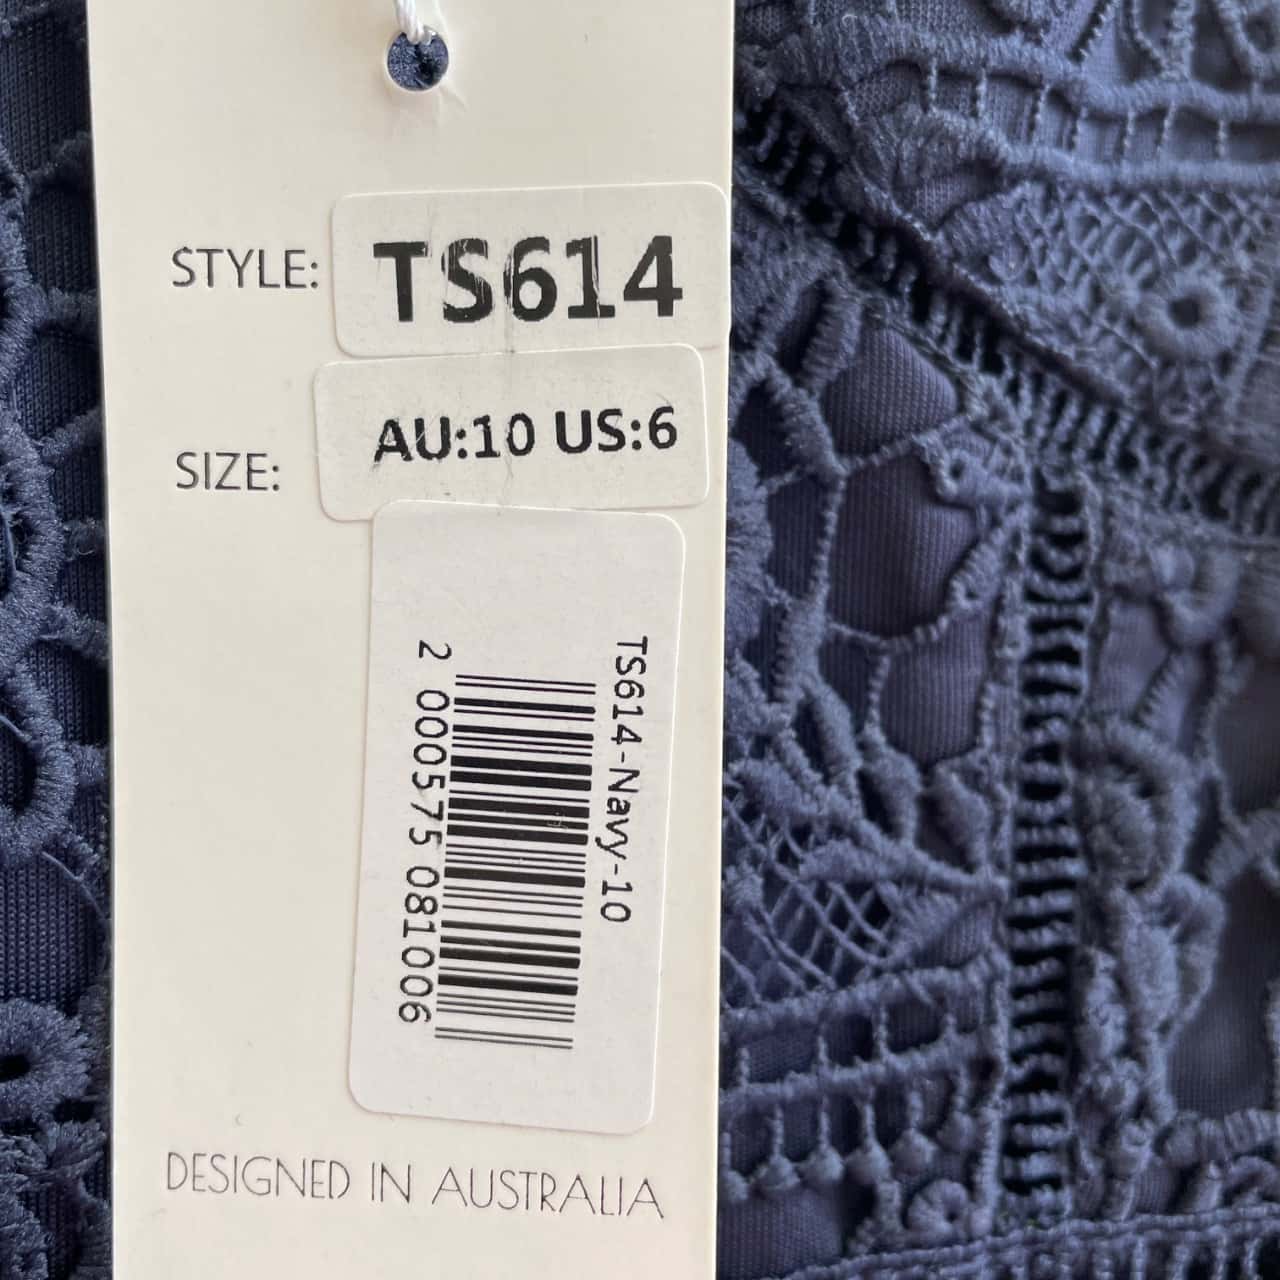 STYLE: TS614
SIZE: AU:10 US:6
TS614-Navy-10
2 000575 081006
DESIGNED IN AUSTRALIA